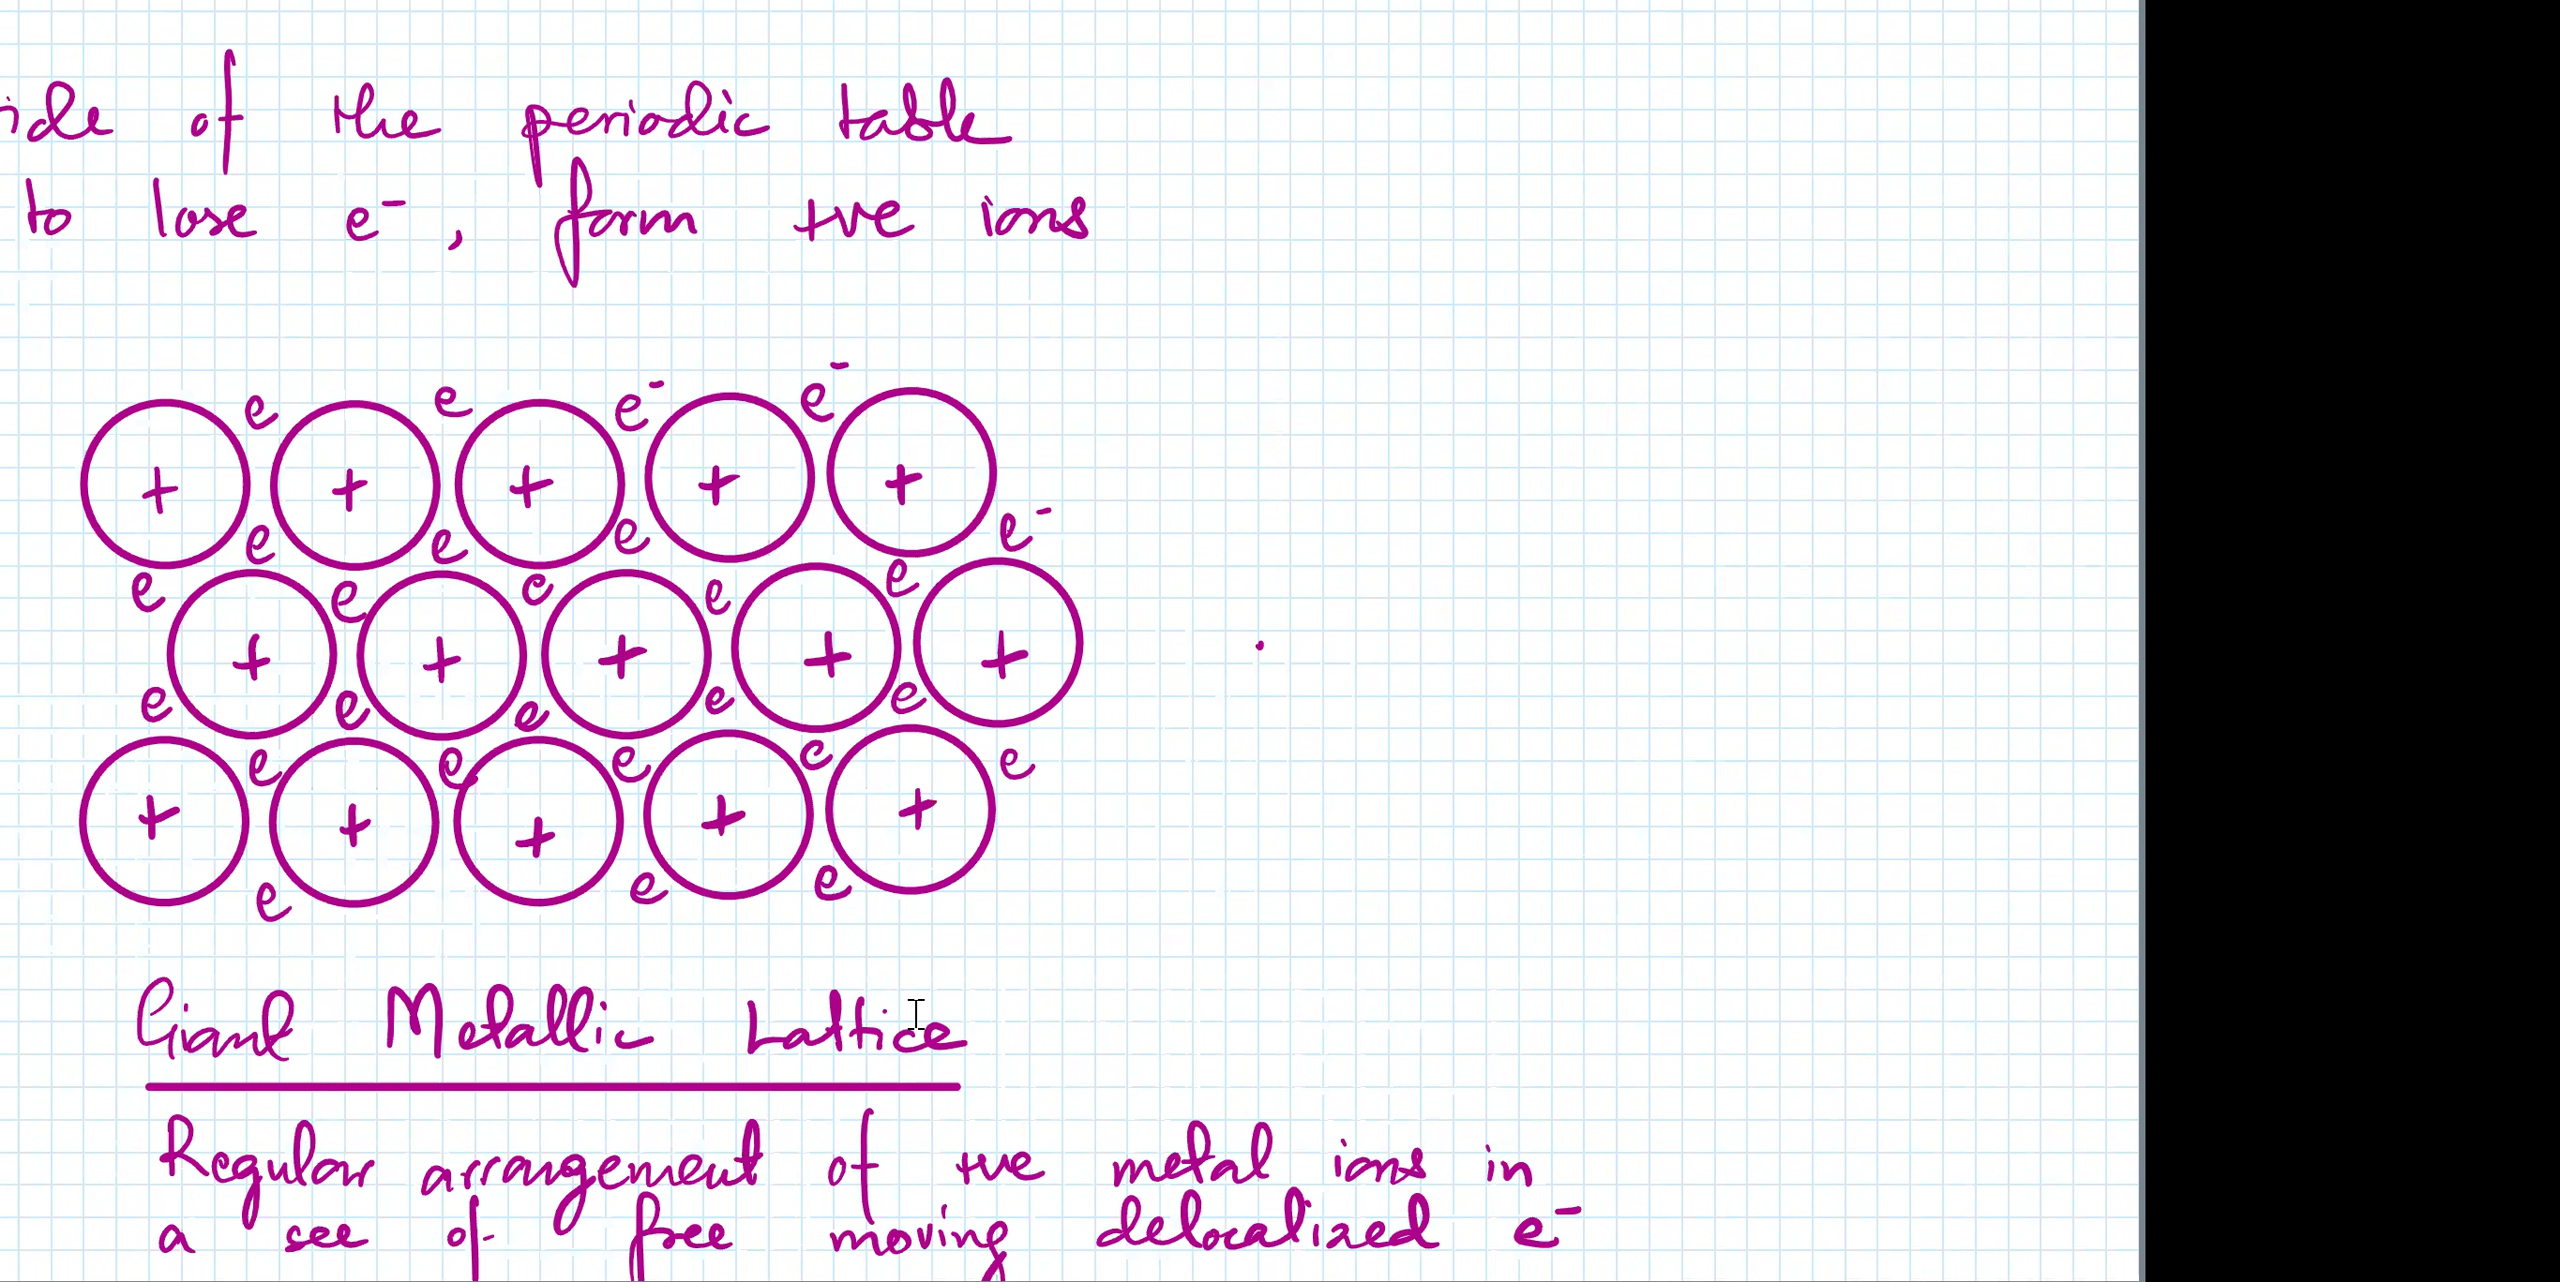 ide of the periodic table
to lose e⁻, form +ve ions
e e e⁻ e⁻
+ + + + +
e e e e⁻
e e e e e
+ + + + +
e e e e e
e e e e e
+ + + + +
e e e
Giant Metallic Lattice
Regular arrangement of +ve metal ions in
a see of free moving delocalized e⁻